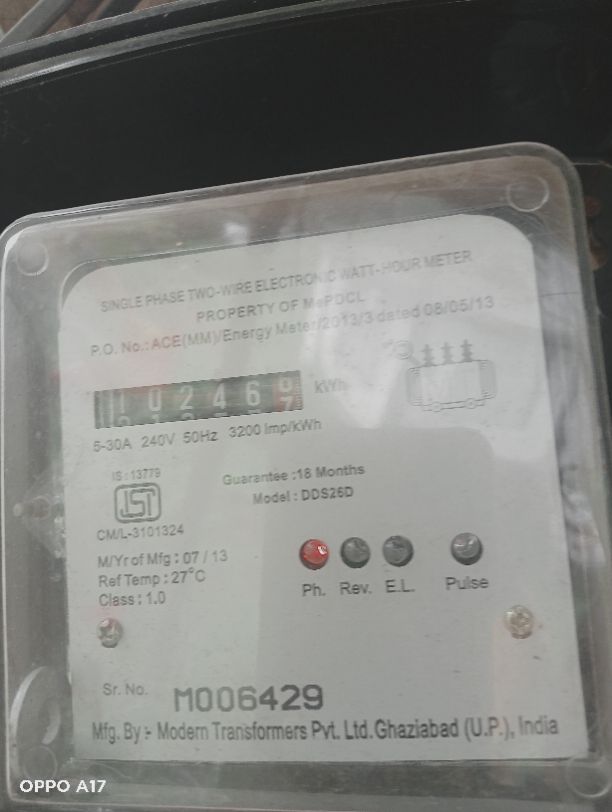 SINGLE PHASE TWO-WIRE ELECTRONIC WATT-HOUR METER
PROPERTY OF MePDCL
P.O. No.: ACE(MM)/Energy Meter/2013/3 dated 08/05/13
10246 kWh
5-30A 240V 50Hz 3200 Imp/kWh
IS : 13779
Guarantee :18 Months
Model : DDS26D
CM/L-3101324
M/Yr of Mfg : 07 / 13
Ref Temp : 27°C
Class : 1.0
Ph. Rev. E.L. Pulse
Sr. No. M006429
Mfg. By :- Modern Transformers Pvt. Ltd. Ghaziabad (U.P.), India
OPPO A17